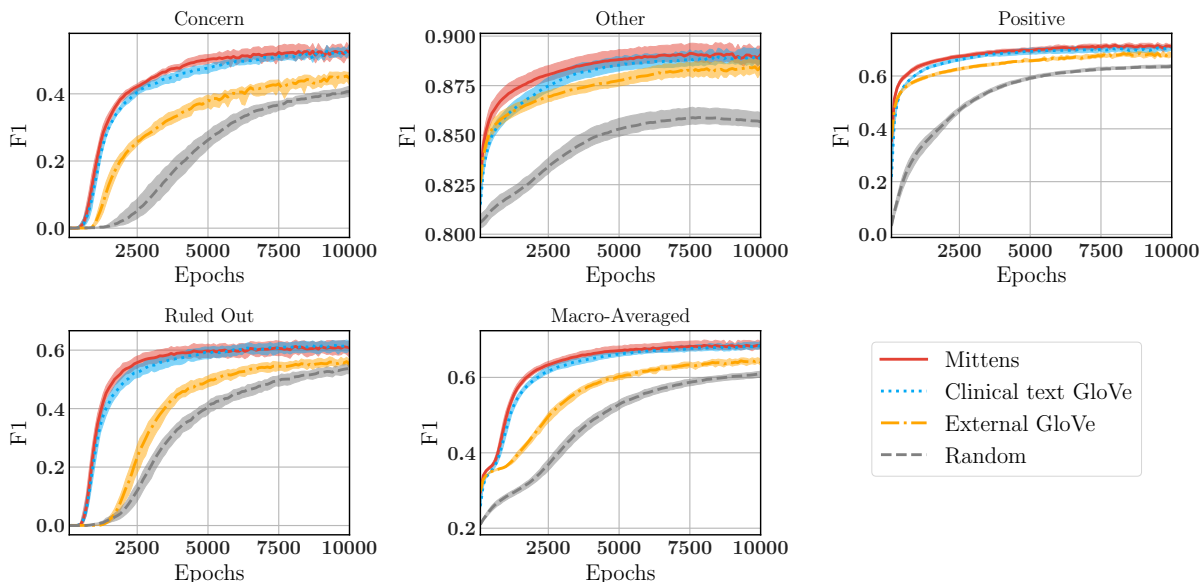 Concern
F1
0.4
0.2
0.0
2500 5000 7500 10000
Epochs
Other
F1
0.900
0.875
0.850
0.825
0.800
2500 5000 7500 10000
Epochs
Positive
F1
0.6
0.4
0.2
0.0
2500 5000 7500 10000
Epochs
Ruled Out
F1
0.6
0.4
0.2
0.0
2500 5000 7500 10000
Epochs
Macro-Averaged
F1
0.6
0.4
0.2
2500 5000 7500 10000
Epochs
Mittens
Clinical text GloVe
External GloVe
Random